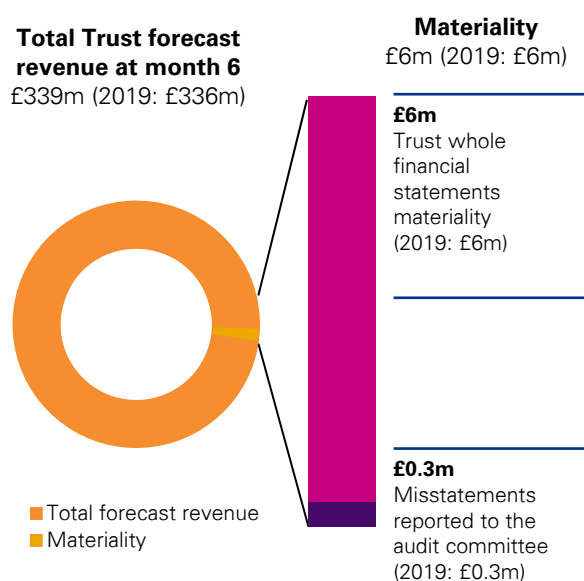 Total Trust forecast
revenue at month 6
£339m (2019: £336m)
Materiality
£6m (2019: £6m)
£6m
Trust whole
financial
statements
materiality
(2019: £6m)
£0.3m
Misstatements
reported to the
audit committee
(2019: £0.3m)
Total forecast revenue
Materiality